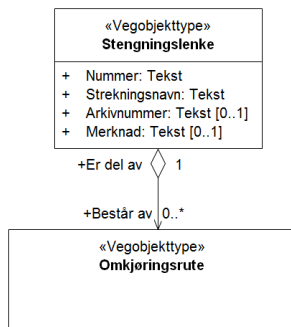 «Vegobjekttype»
Stengningslenke
+ Nummer: Tekst
+ Strekningsnavn: Tekst
+ Arkivnummer: Tekst [0..1]
+ Merknad: Tekst [0..1]
+Er del av 1
+Består av 0..*
«Vegobjekttype»
Omkjøringsrute